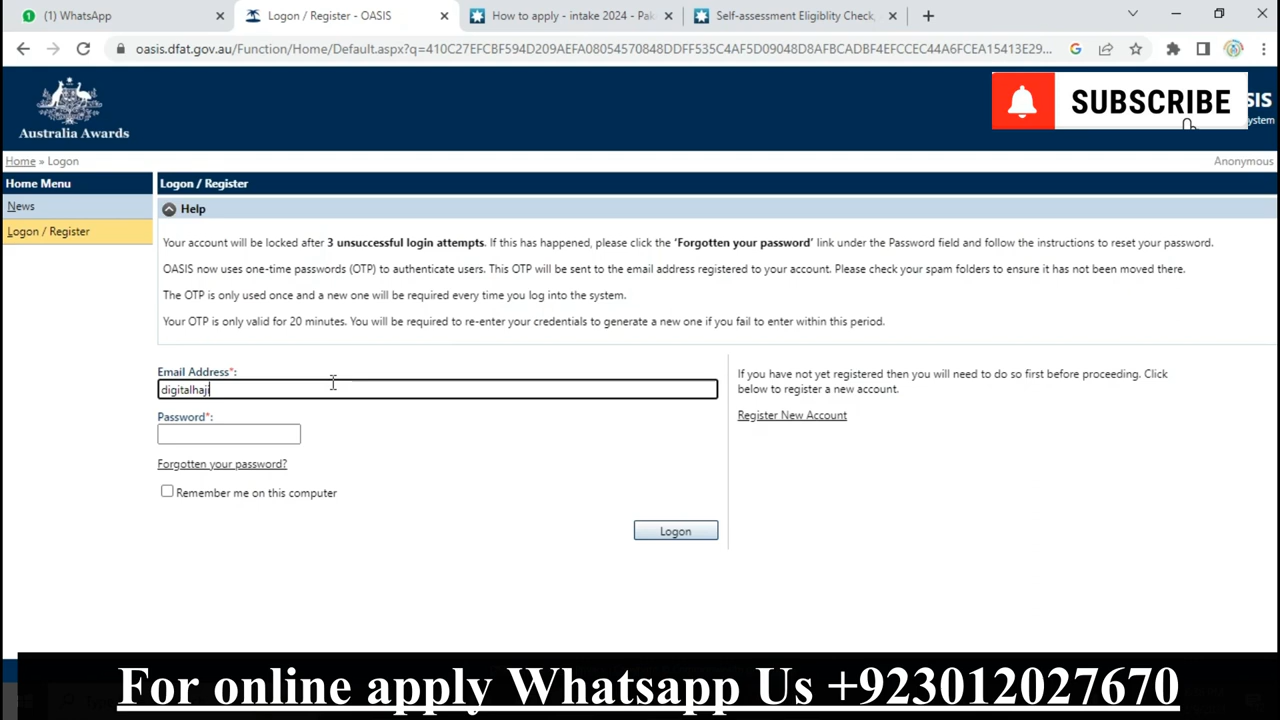 (1) WhatsApp
Logon / Register - OASIS
How to apply - intake 2024 - Pak
Self-assessment Eligiblity Check,
oasis.dfat.gov.au/Function/Home/Default.aspx?q=410C27EFCBF594D209AEFA08054570848DDFF535C4AF5D09048D8AFBCADBF4EFCCEC44A6FCEA15413E29...
Australia Awards
SUBSCRIBE
SIS
ystem
Home » Logon
Anonymous
Home Menu
Logon / Register
News
Help
Logon / Register
Your account will be locked after 3 unsuccessful login attempts. If this has happened, please click the 'Forgotten your password' link under the Password field and follow the instructions to reset your password.
OASIS now uses one-time passwords (OTP) to authenticate users. This OTP will be sent to the email address registered to your account. Please check your spam folders to ensure it has not been moved there.
The OTP is only used once and a new one will be required every time you log into the system.
Your OTP is only valid for 20 minutes. You will be required to re-enter your credentials to generate a new one if you fail to enter within this period.
Email Address*:
digitalhaji
Password*:
Forgotten your password?
Remember me on this computer
Logon
If you have not yet registered then you will need to do so first before proceeding. Click
below to register a new account.
Register New Account
For online apply Whatsapp Us +923012027670